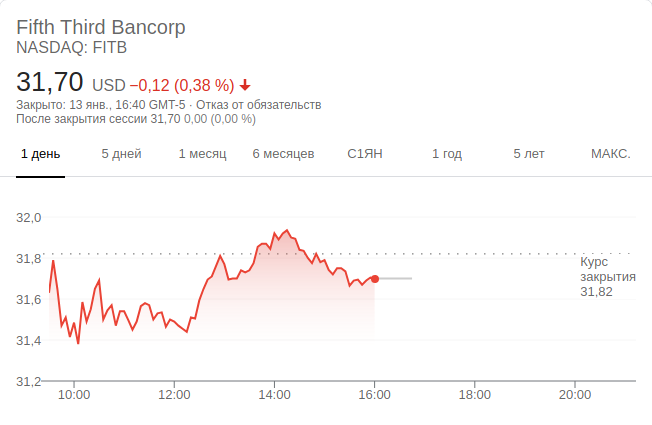 Fifth Third Bancorp
NASDAQ: FITB
31,70 USD −0,12 (0,38 %)
Закрыто: 13 янв., 16:40 GMT-5 · Отказ от обязательств
После закрытия сессии 31,70 0,00 (0,00 %)
1 день 5 дней 1 месяц 6 месяцев С1ЯН 1 год 5 лет МАКС.
32,0
31,8
31,6
31,4
31,2
Курс
закрытия
31,82
10:00 12:00 14:00 16:00 18:00 20:00